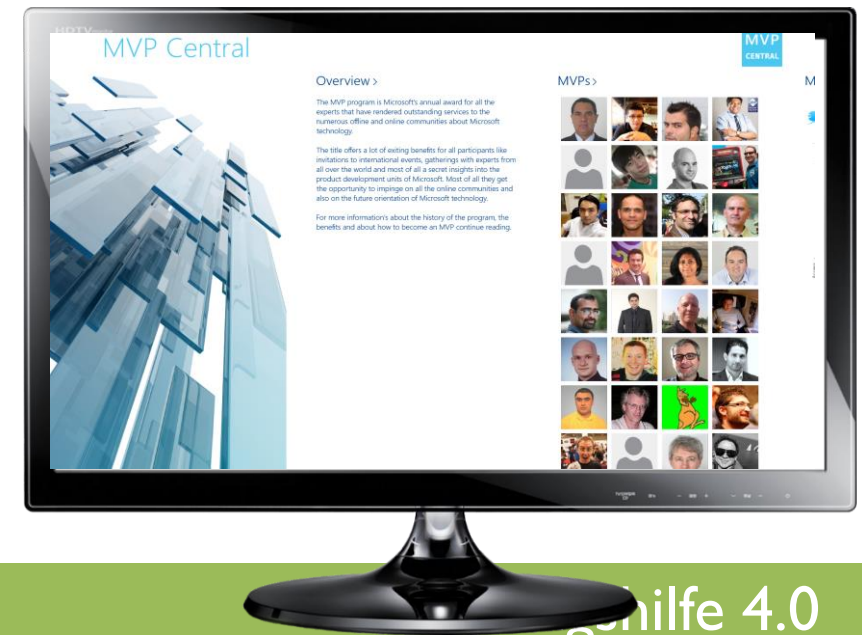 MVP Central
MVP
CENTRAL
Overview >
The MVP program is Microsoft's annual award for all the
experts that have rendered outstanding services to the
numerous offline and online communities about Microsoft
technology.
The title offers a lot of exiting benefits for all participants like
invitations to international events, gatherings with experts from
all over the world and most of all a secret insights into the
product development units of Microsoft. Most of all they get
the opportunity to impinge on all the online communities and
also on the future orientation of Microsoft technology.
For more information's about the history of the program, the
benefits and about how to become an MVP continue reading.
MVPs >
M
gshilfe 4.0